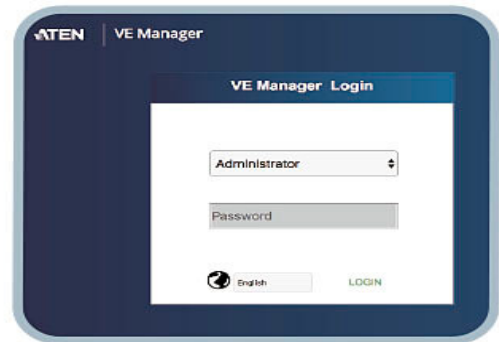 ATEN VE Manager
VE Manager Login
Administrator
Password
English LOGIN